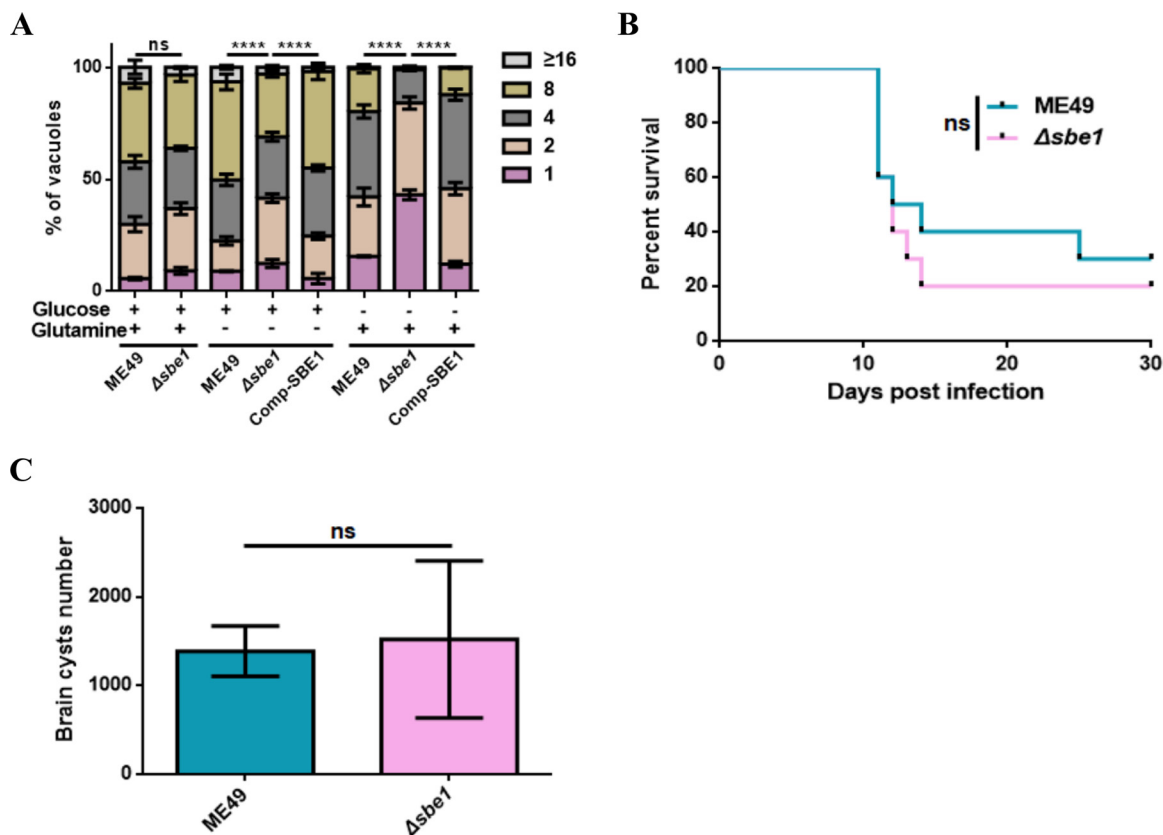 A
ns
**** ****
**** ****
100
50
0
% of vacuoles
≥16
8
4
2
1
Glucose + + + + + - - -
Glutamine + + - - - + + +
ME49
Δsbe1
ME49
Δsbe1
Comp-SBE1
ME49
Δsbe1
Comp-SBE1
B
100
80
60
40
20
0
Percent survival
ns
ME49
Δsbe1
0 10 20 30
Days post infection
C
3000
2000
1000
0
Brain cysts number
ns
ME49
Δsbe1